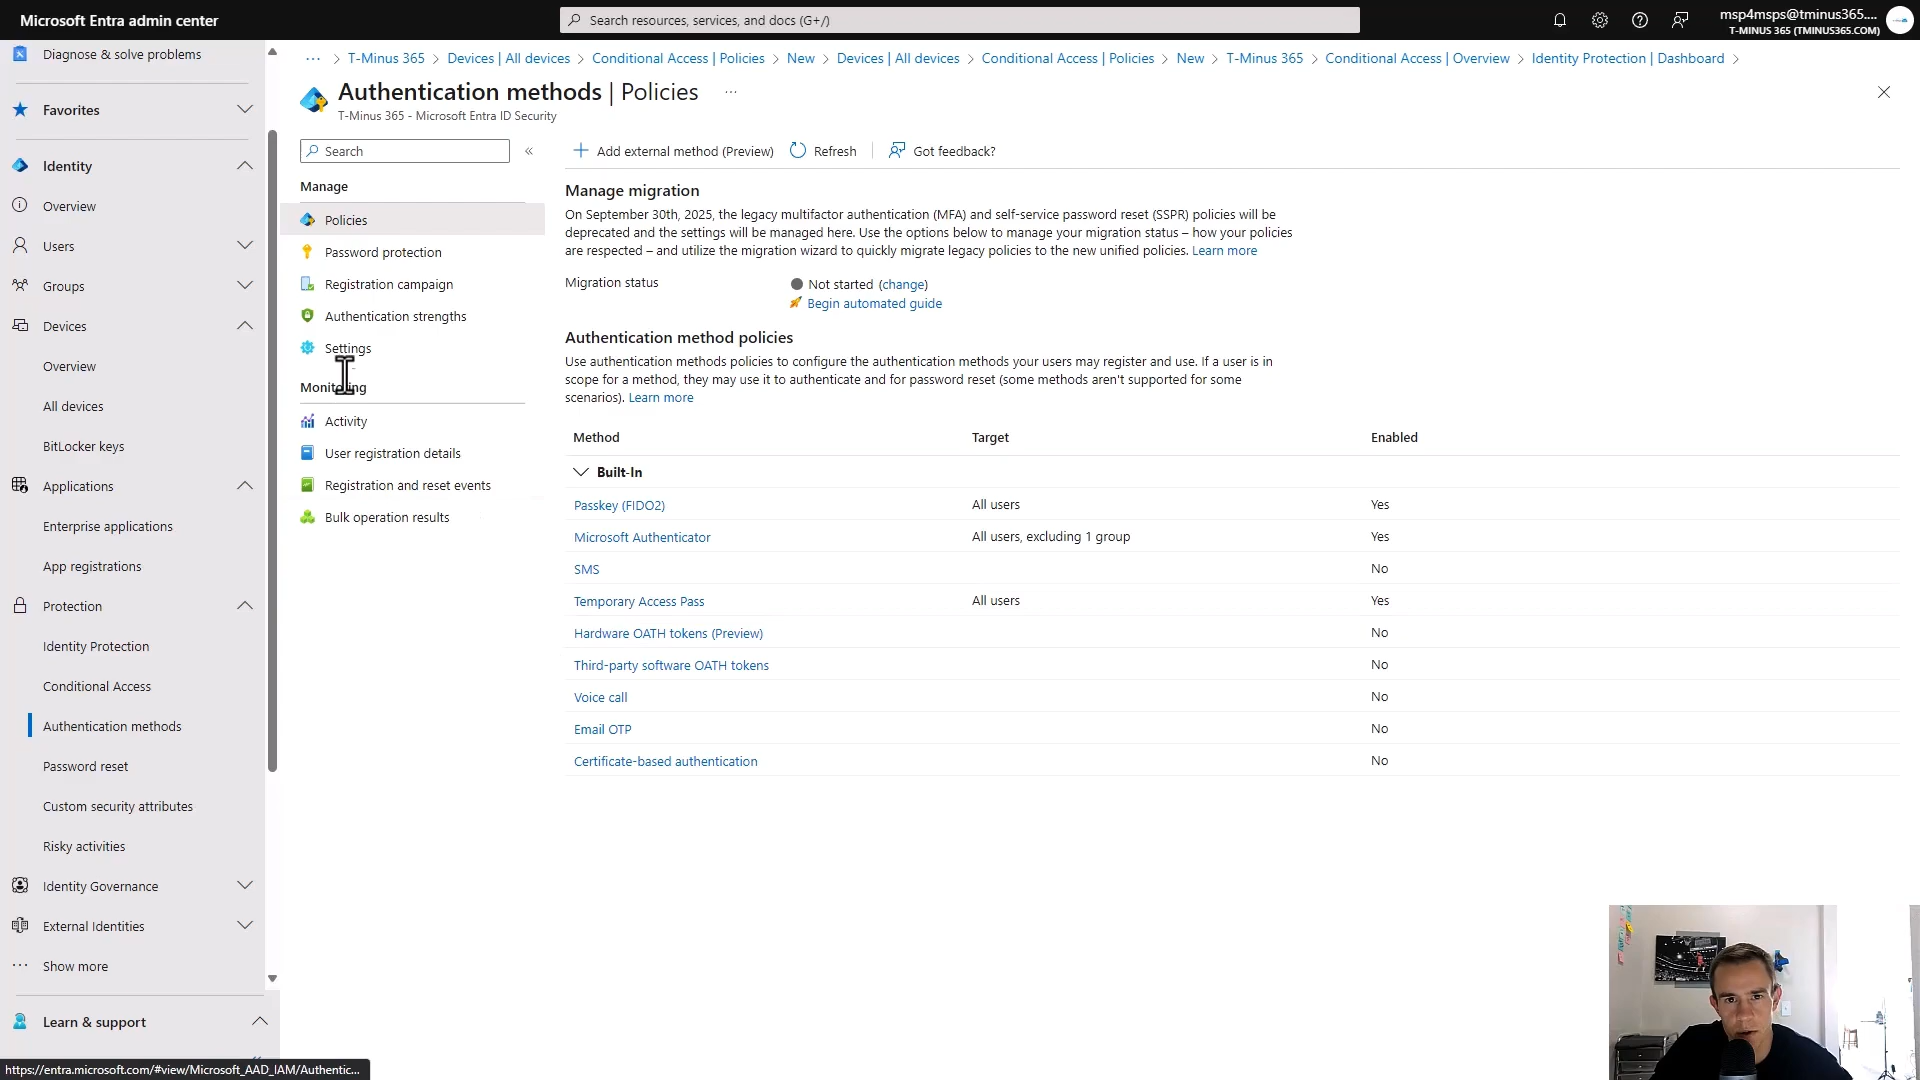 Microsoft Entra admin center
Search resources, services, and docs (G+/)
msp4msps@tminus365....
T-MINUS 365 (TMINUS365.COM)
Diagnose & solve problems
Favorites
Identity
Overview
Users
Groups
Devices
Overview
All devices
BitLocker keys
Applications
Enterprise applications
App registrations
Protection
Identity Protection
Conditional Access
Authentication methods
Password reset
Custom security attributes
Risky activities
Identity Governance
External Identities
Show more
Learn & support
https://entra.microsoft.com/#view/Microsoft_AAD_IAM/Authentic...
··· > T-Minus 365 > Devices | All devices > Conditional Access | Policies > New > Devices | All devices > Conditional Access | Policies > New > T-Minus 365 > Conditional Access | Overview > Identity Protection | Dashboard >
Authentication methods | Policies ···
T-Minus 365 - Microsoft Entra ID Security
Search
Manage
Policies
Password protection
Registration campaign
Authentication strengths
Settings
Monitoring
Activity
User registration details
Registration and reset events
Bulk operation results
Add external method (Preview) Refresh Got feedback?
Manage migration
On September 30th, 2025, the legacy multifactor authentication (MFA) and self-service password reset (SSPR) policies will be
deprecated and the settings will be managed here. Use the options below to manage your migration status – how your policies
are respected – and utilize the migration wizard to quickly migrate legacy policies to the new unified policies. Learn more
Migration status Not started (change)
Begin automated guide
Authentication method policies
Use authentication methods policies to configure the authentication methods your users may register and use. If a user is in
scope for a method, they may use it to authenticate and for password reset (some methods aren't supported for some
scenarios). Learn more
Method Target Enabled
Built-In
Passkey (FIDO2) All users Yes
Microsoft Authenticator All users, excluding 1 group Yes
SMS No
Temporary Access Pass All users Yes
Hardware OATH tokens (Preview) No
Third-party software OATH tokens No
Voice call No
Email OTP No
Certificate-based authentication No